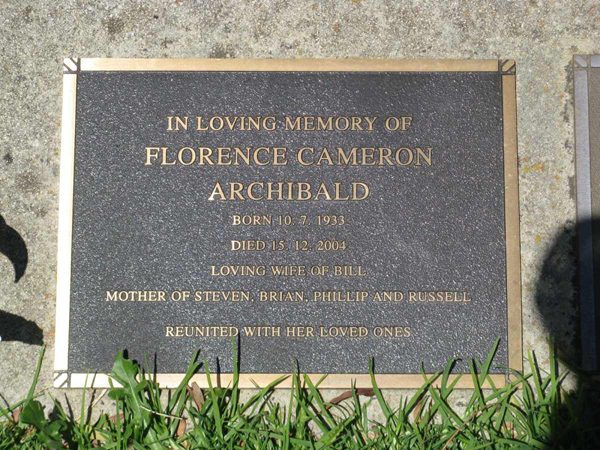 IN LOVING MEMORY OF
FLORENCE CAMERON
ARCHIBALD
BORN 10. 7. 1933
DIED 15. 12. 2004
LOVING WIFE OF BILL
MOTHER OF STEVEN, BRIAN, PHILLIP AND RUSSELL
REUNITED WITH HER LOVED ONES